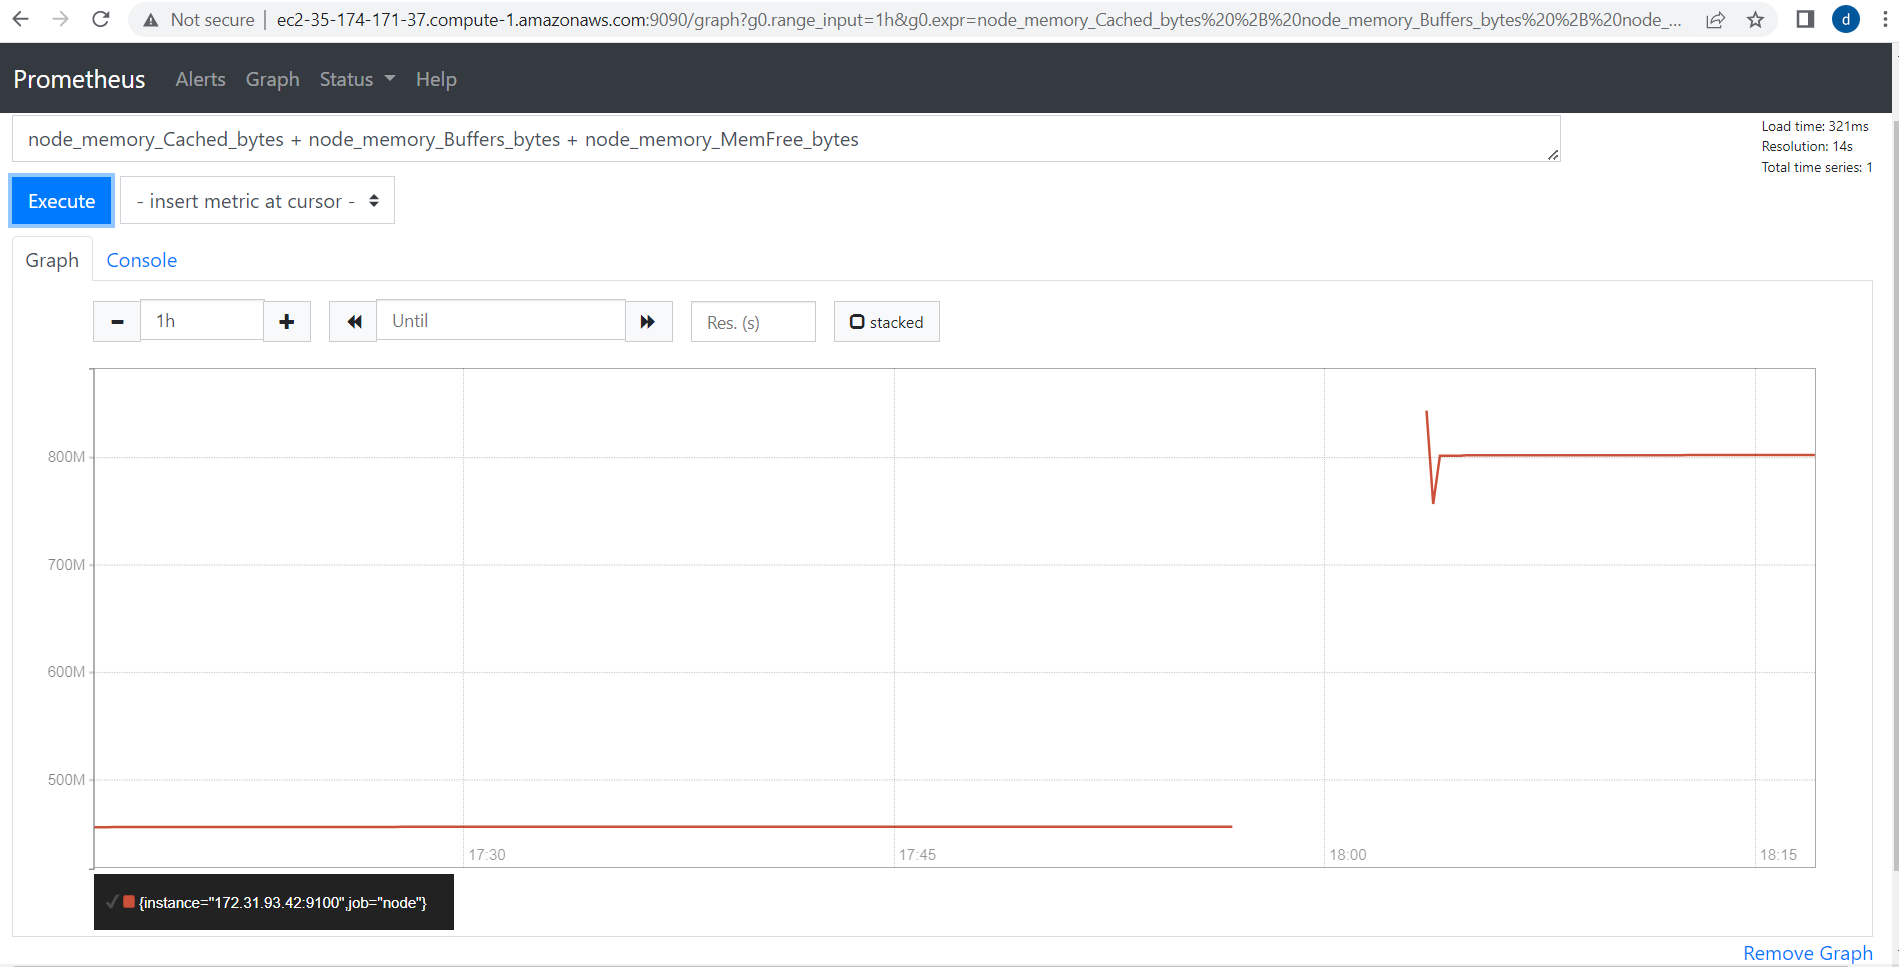 Not secure | ec2-35-174-171-37.compute-1.amazonaws.com:9090/graph?g0.range_input=1h&g0.expr=node_memory_Cached_bytes%20%2B%20node_memory_Buffers_bytes%20%2B%20node_... d
Prometheus Alerts Graph Status Help
node_memory_Cached_bytes + node_memory_Buffers_bytes + node_memory_MemFree_bytes
Load time: 321ms
Resolution: 14s
Total time series: 1
Execute - insert metric at cursor -
Graph Console
1h Until Res. (s) stacked
800M
700M
600M
500M
17:30 17:45 18:00 18:15
{instance="172.31.93.42:9100",job="node"}
Remove Graph